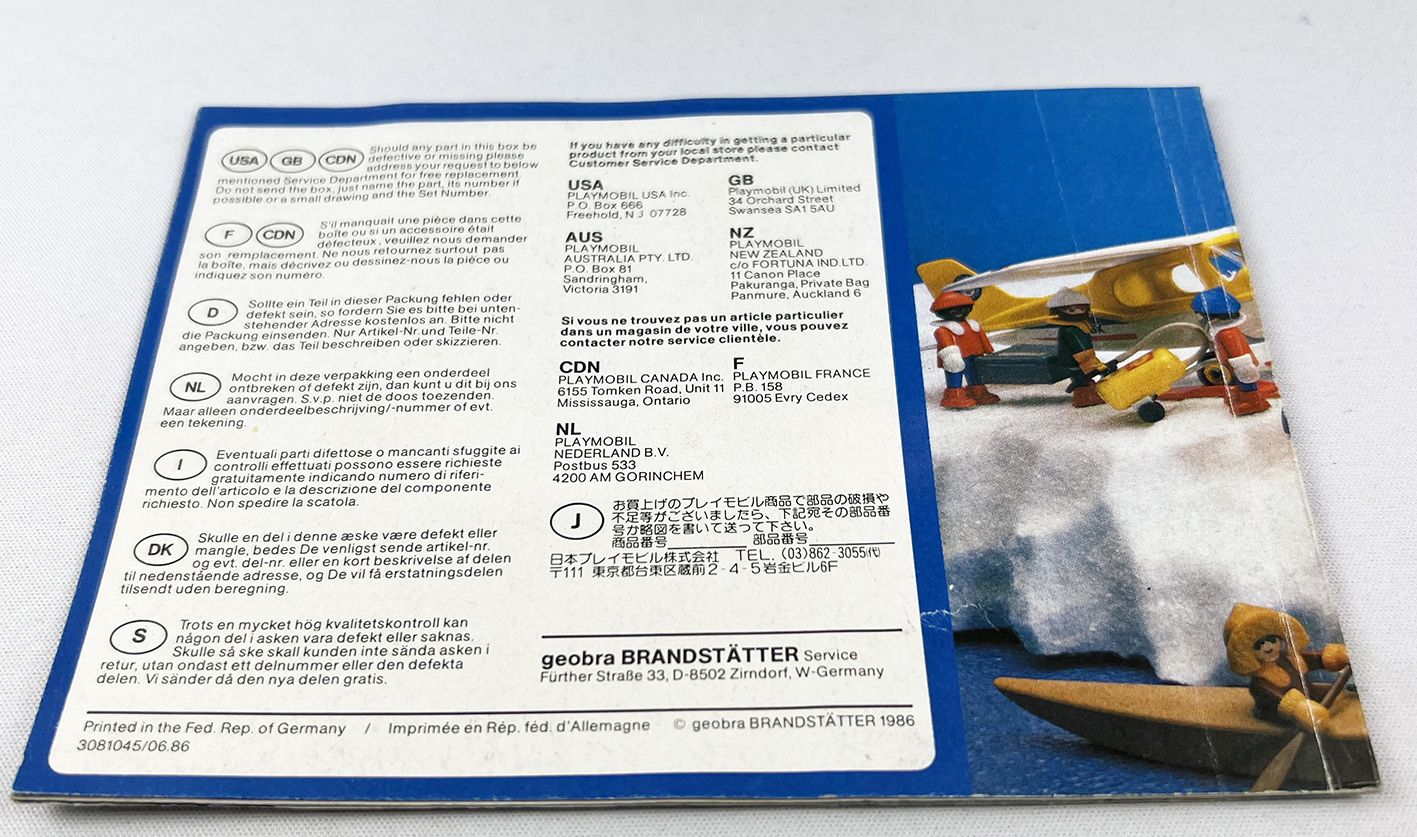 USA GB CDN Should any part in this box be
defective or missing please
address your request to below
mentioned Service Department for free replacement.
Do not send the box, just name the part, its number if
possible or a small drawing and the Set Number.
F CDN S'il manquait une pièce dans cette
boîte ou si un accessoire était
défecteux, veuillez nous demander
son remplacement. Ne nous retournez surtout pas
la boîte, mais décrivez ou dessinez-nous la pièce ou
indiquez son numéro.
D Sollte ein Teil in dieser Packung fehlen oder
defekt sein, so fordern Sie es bitte bei unten-
stehender Adresse kostenlos an. Bitte nicht
die Packung einsenden. Nur Artikel-Nr. und Teile-Nr.
angeben, bzw. das Teil beschreiben oder skizzieren.
NL Mocht in deze verpakking een onderdeel
ontbreken of defekt zijn, dan kunt u dit bij ons
aanvragen. S.v.p. niet de doos toezenden.
Maar alleen onderdeelbeschrijving/-nummer of evt.
een tekening.
I Eventuali parti difettose o mancanti sfuggite ai
controlli effettuati possono essere richieste
gratuitamente indicando numero di riferi-
mento dell'articolo e la descrizione del componente
richiesto. Non spedire la scatola.
DK Skulle en del i denne æske være defekt eller
mangle, bedes De venligst sende artikel-nr.
og evt. del-nr. eller en kort beskrivelse af delen
til nedenstående adresse, og De vil få erstatningsdelen
tilsendt uden beregning.
S Trots en mycket hög kvalitetskontroll kan
någon del i asken vara defekt eller saknas.
Skulle så ske skall kunden inte sända asken i
retur, utan ondast ett delnummer eller den defekta
delen. Vi sänder då den nya delen gratis.
If you have any difficulty in getting a particular
product from your local store please contact
Customer Service Department.
USA
PLAYMOBIL USA Inc.
P.O. Box 666
Freehold, N J 07728
GB
Playmobil (UK) Limited
34 Orchard Street
Swansea SA1 5AU
AUS
PLAYMOBIL
AUSTRALIA PTY. LTD.
P.O. Box 81
Sandringham,
Victoria 3191
NZ
PLAYMOBIL
NEW ZEALAND
c/o FORTUNA IND.LTD.
11 Canon Place
Pakuranga, Private Bag
Panmure, Auckland 6
Si vous ne trouvez pas un article particulier
dans un magasin de votre ville, vous pouvez
contacter notre service clientèle.
CDN
PLAYMOBIL CANADA Inc.
6155 Tomken Road, Unit 11
Mississauga, Ontario
F
PLAYMOBIL FRANCE
P.B. 158
91005 Evry Cedex
NL
PLAYMOBIL
NEDERLAND B.V.
Postbus 533
4200 AM GORINCHEM
J お買上げのプレイモビル商品で部品の破損や
不足等がございましたら、下記宛その部品番
号か略図を書いて送って下さい。
商品番号 部品番号
日本プレイモビル株式会社 TEL. (03)862-3055㈹
〒111 東京都台東区蔵前2-4-5岩金ビル6F
geobra BRANDSTÄTTER Service
Fürther Straße 33, D-8502 Zirndorf, W-Germany
Printed in the Fed. Rep. of Germany / Imprimée en Rép. féd. d'Allemagne © geobra BRANDSTÄTTER 1986
3081045/06.86